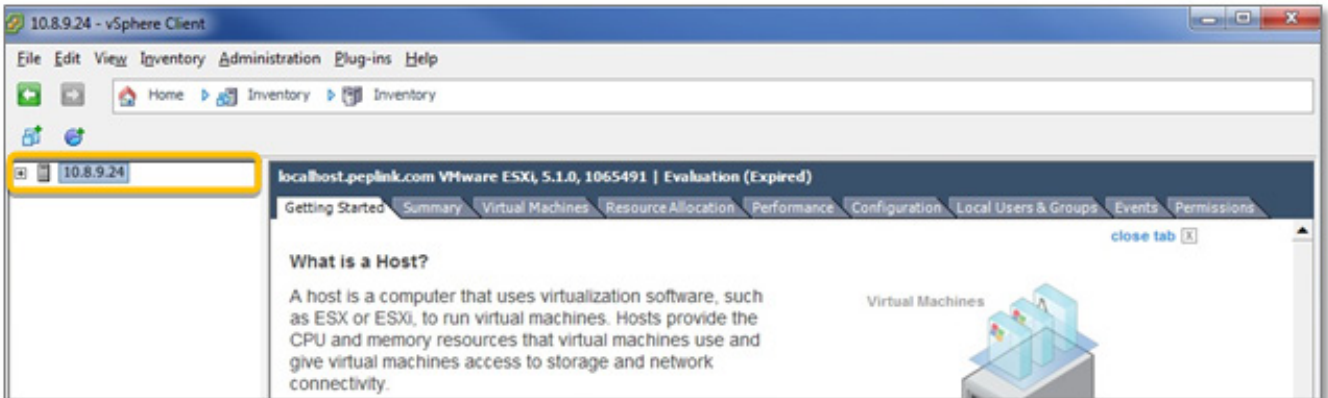 10.8.9.24 - vSphere Client
File Edit View Inventory Administration Plug-ins Help
Home Inventory Inventory
10.8.9.24
localhost.peplink.com VMware ESXi, 5.1.0, 1065491 | Evaluation (Expired)
Getting Started Summary Virtual Machines Resource Allocation Performance Configuration Local Users & Groups Events Permissions
close tab X
What is a Host?
A host is a computer that uses virtualization software, such
as ESX or ESXi, to run virtual machines. Hosts provide the
CPU and memory resources that virtual machines use and
give virtual machines access to storage and network
connectivity.
Virtual Machines